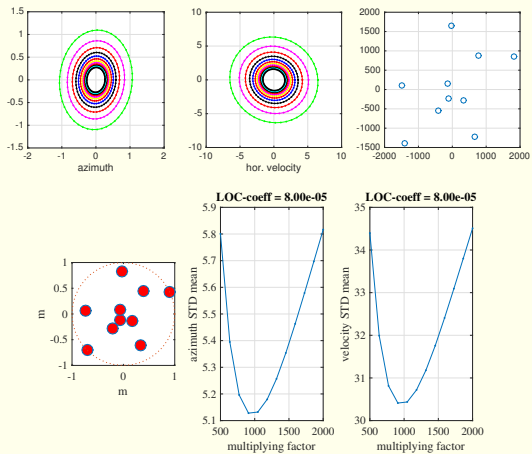 1.5
1
0.5
0
-0.5
-1
-1.5
-2 -1 0 1 2
azimuth
10
5
0
-5
-10
-10 -5 0 5 10
hor. velocity
2000
1500
1000
500
0
-500
-1000
-1500
-2000 -1000 0 1000 2000
1
0.5
0
-0.5
-1
m
-1 0 1
m
LOC-coeff = 8.00e-05
5.9
5.8
5.7
5.6
5.5
5.4
5.3
5.2
5.1
azimuth STD mean
500 1000 1500 2000
multiplying factor
LOC-coeff = 8.00e-05
35
34
33
32
31
30
velocity STD mean
500 1000 1500 2000
multiplying factor